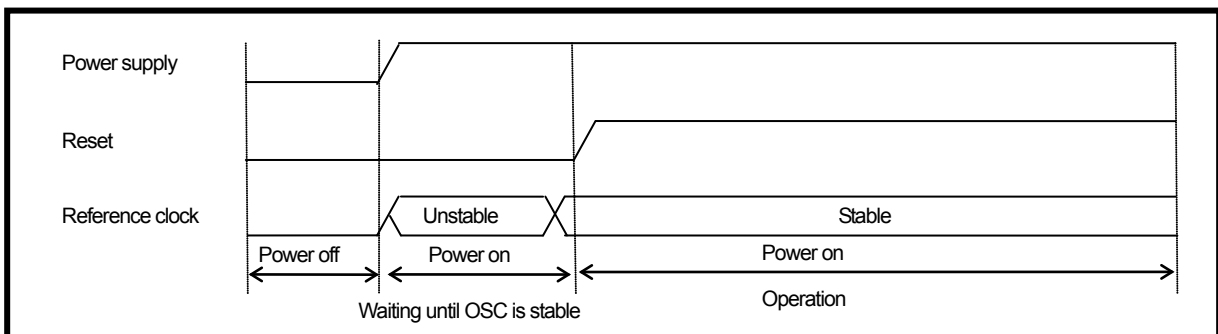 Power supply
Reset
Reference clock
Unstable
Stable
Power off
Power on
Power on
Waiting until OSC is stable
Operation